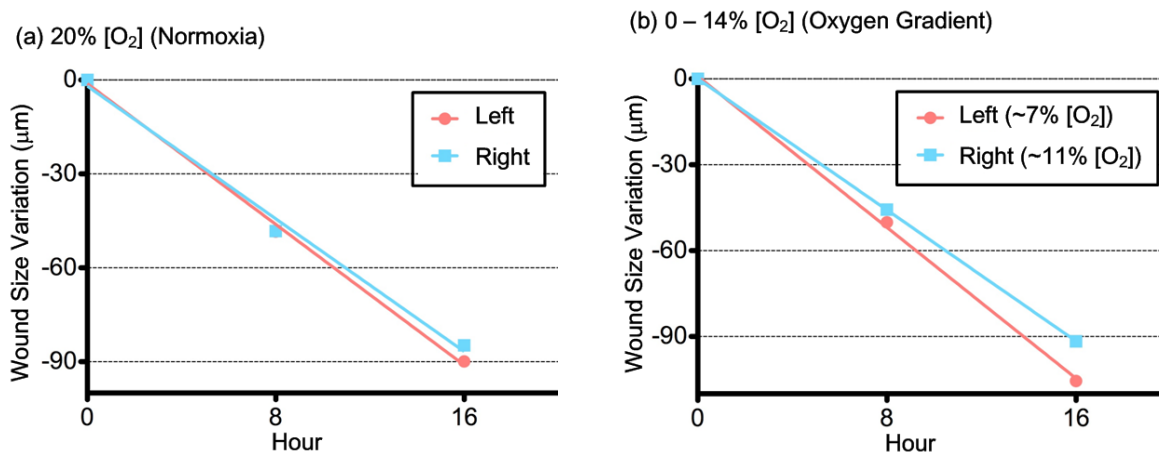 (a) 20% [O₂] (Normoxia)
0
-30
-60
-90
Wound Size Variation (μm)
Left
Right
0
8
16
Hour
(b) 0 – 14% [O₂] (Oxygen Gradient)
0
-30
-60
-90
Wound Size Variation (μm)
Left (~7% [O₂])
Right (~11% [O₂])
0
8
16
Hour